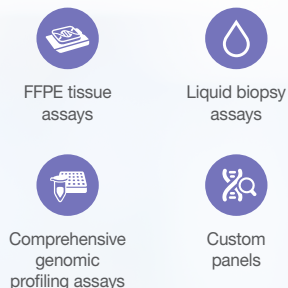 FFPE tissue
assays
Liquid biopsy
assays
Comprehensive
genomic
profiling assays
Custom
panels